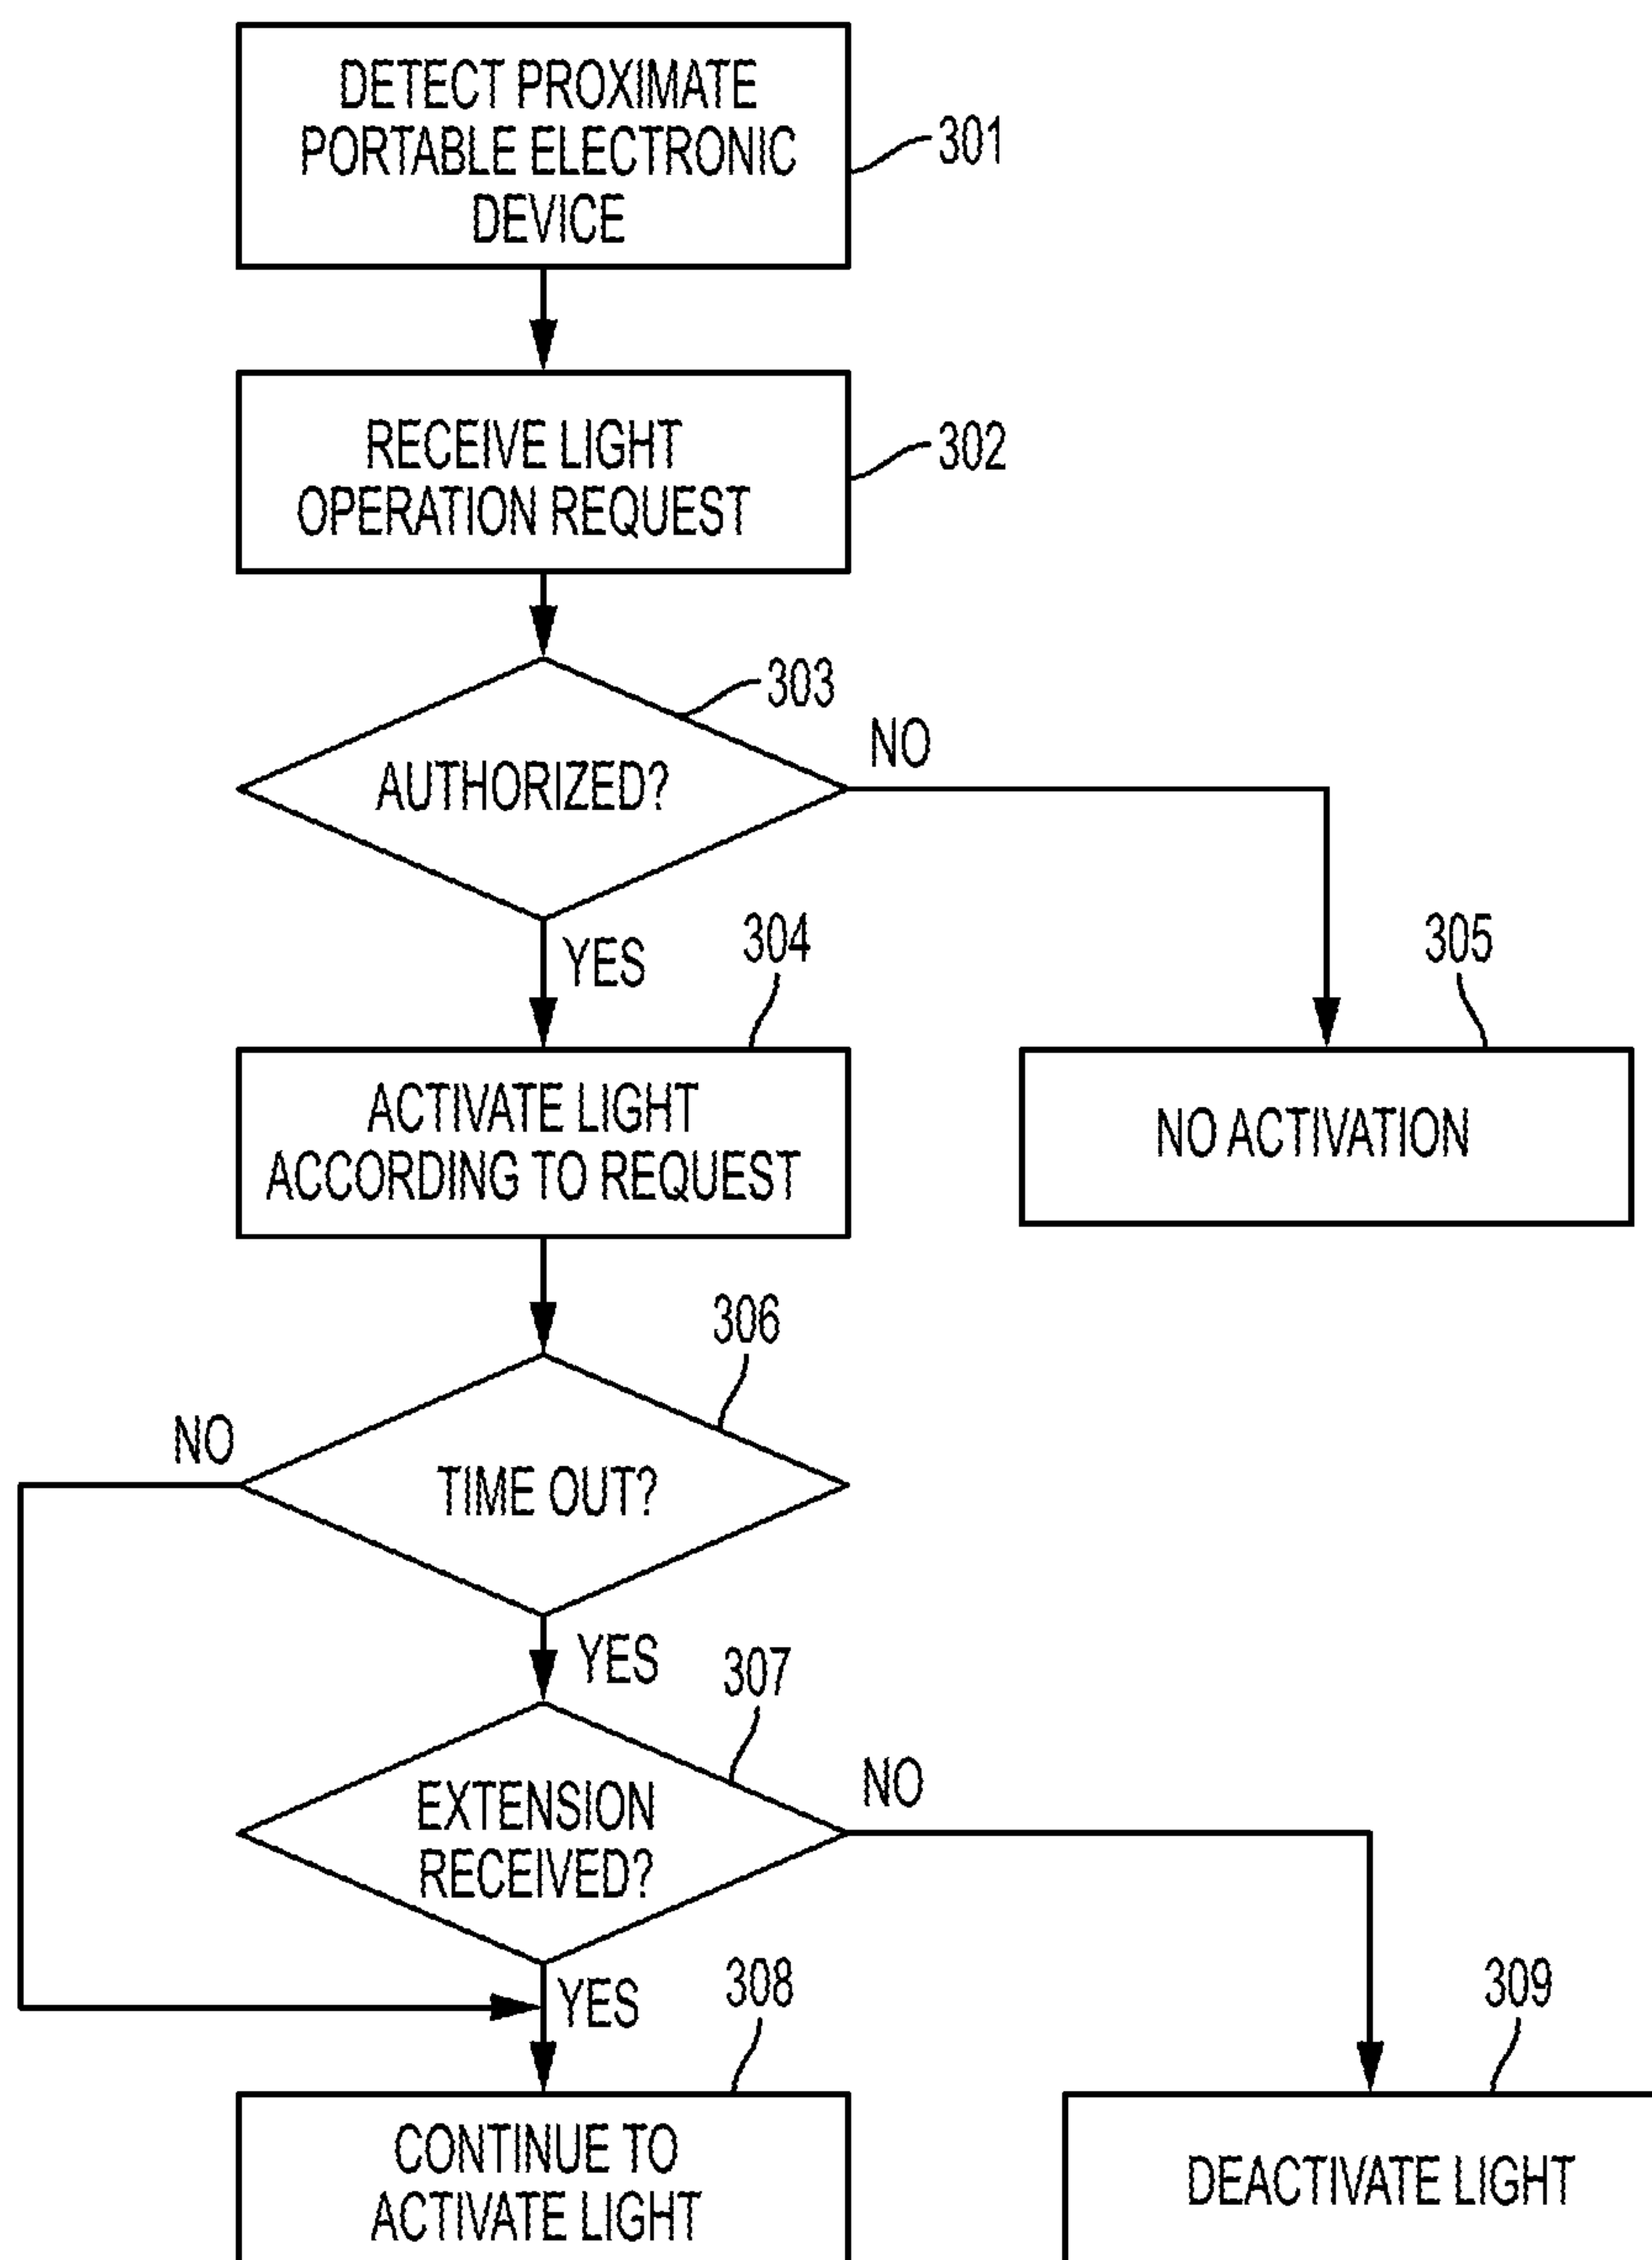 DETECT PROXIMATE
PORTABLE ELECTRONIC
DEVICE
301
RECEIVE LIGHT
OPERATION REQUEST
302
303
AUTHORIZED?
NO
YES
304
305
ACTIVATE LIGHT
ACCORDING TO REQUEST
NO ACTIVATION
306
NO
TIME OUT?
YES
307
EXTENSION
RECEIVED?
NO
YES
308
309
CONTINUE TO
ACTIVATE LIGHT
DEACTIVATE LIGHT